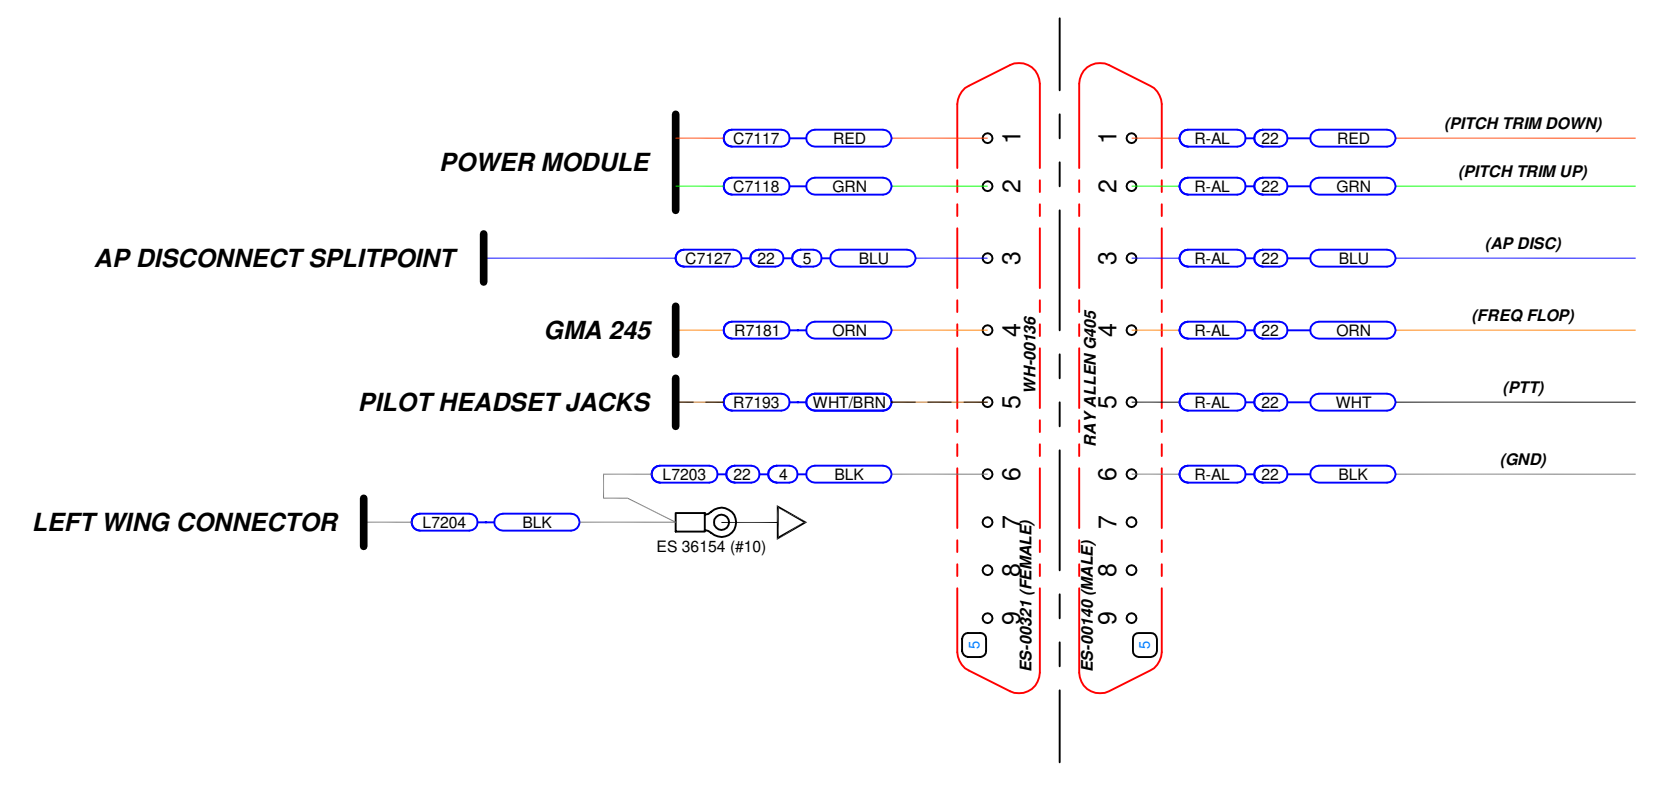 POWER MODULE
C7117 RED 1
C7118 GRN 2
AP DISCONNECT SPLITPOINT
C7127 22 5 BLU 3
GMA 245
R7181 ORN 4
PILOT HEADSET JACKS
R7193 WHT/BRN 5
L7203 22 4 BLK 6
LEFT WING CONNECTOR
L7204 BLK
ES 36154 (#10)
7
8
9
WH-00136
ES-00321 (FEMALE)
5
1 R-AL 22 RED (PITCH TRIM DOWN)
2 R-AL 22 GRN (PITCH TRIM UP)
3 R-AL 22 BLU (AP DISC)
4 R-AL 22 ORN (FREQ FLOP)
5 R-AL 22 WHT (PTT)
6 R-AL 22 BLK (GND)
7
8
9
RAY ALLEN G405
ES-00140 (MALE)
5